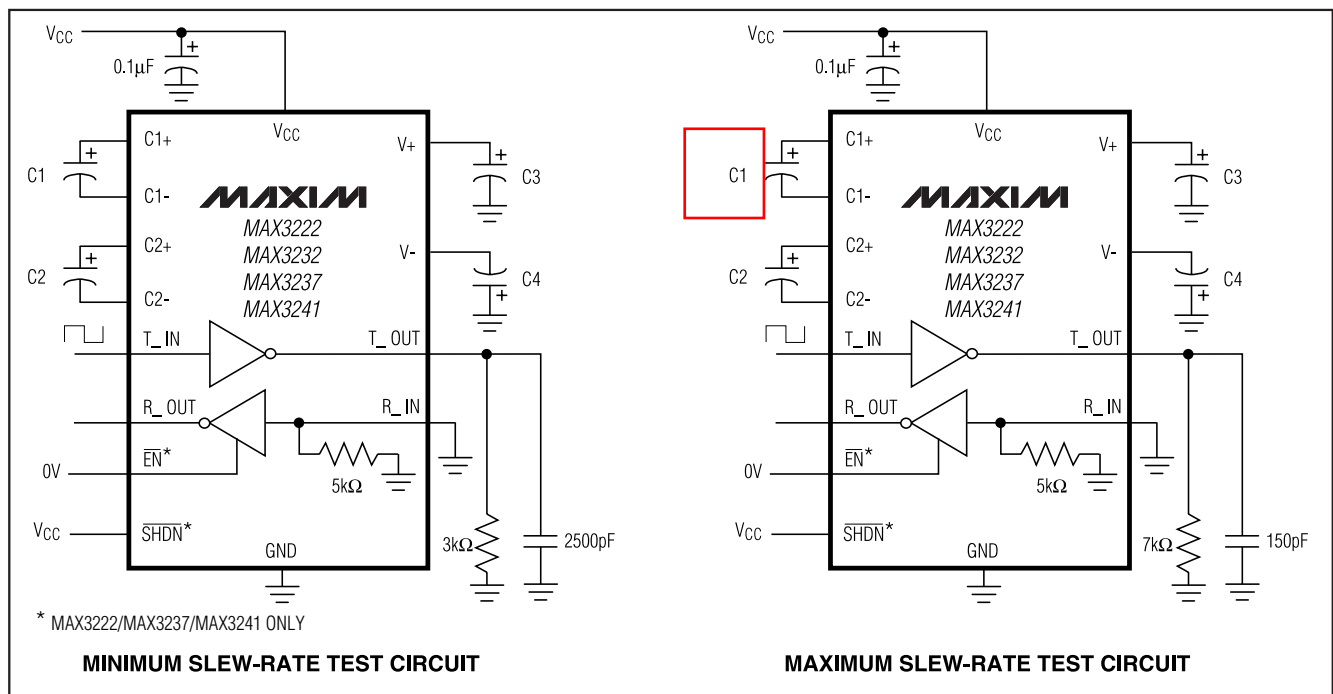 VCC
+
0.1µF
VCC
C1+
C1
+
C1-
V+
+
C3
MAXIM
MAX3222
MAX3232
MAX3237
MAX3241
C2+
C2
+
C2-
V-
C4
+
T_IN
T_OUT
R_OUT
R_IN
0V
EN*
5kΩ
VCC
SHDN*
GND
3kΩ
2500pF
* MAX3222/MAX3237/MAX3241 ONLY
MINIMUM SLEW-RATE TEST CIRCUIT
VCC
+
0.1µF
VCC
C1+
C1
+
C1-
V+
+
C3
MAXIM
MAX3222
MAX3232
MAX3237
MAX3241
C2+
C2
+
C2-
V-
C4
+
T_IN
T_OUT
R_OUT
R_IN
0V
EN*
5kΩ
VCC
SHDN*
GND
7kΩ
150pF
MAXIMUM SLEW-RATE TEST CIRCUIT